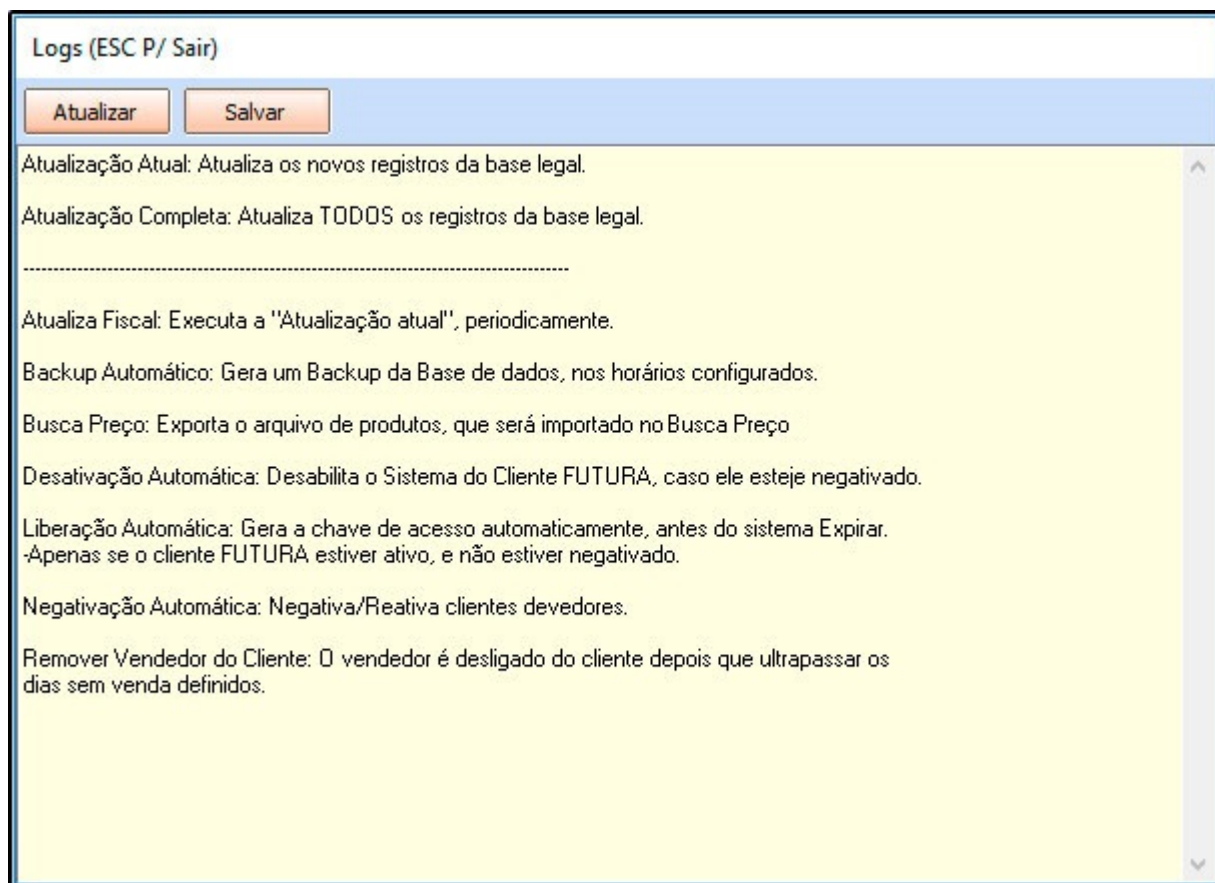 Logs (ESC P/ Sair)
Atualizar Salvar
Atualização Atual: Atualiza os novos registros da base legal.
Atualização Completa: Atualiza TODOS os registros da base legal.
-------------------------------------------------------------------------------------------
Atualiza Fiscal: Executa a "Atualização atual", periodicamente.
Backup Automático: Gera um Backup da Base de dados, nos horários configurados.
Busca Preço: Exporta o arquivo de produtos, que será importado no Busca Preço
Desativação Automática: Desabilita o Sistema do Cliente FUTURA, caso ele esteje negativado.
Liberação Automática: Gera a chave de acesso automaticamente, antes do sistema Expirar.
-Apenas se o cliente FUTURA estiver ativo, e não estiver negativado.
Negativação Automática: Negativa/Reativa clientes devedores.
Remover Vendedor do Cliente: O vendedor é desligado do cliente depois que ultrapassar os
dias sem venda definidos.